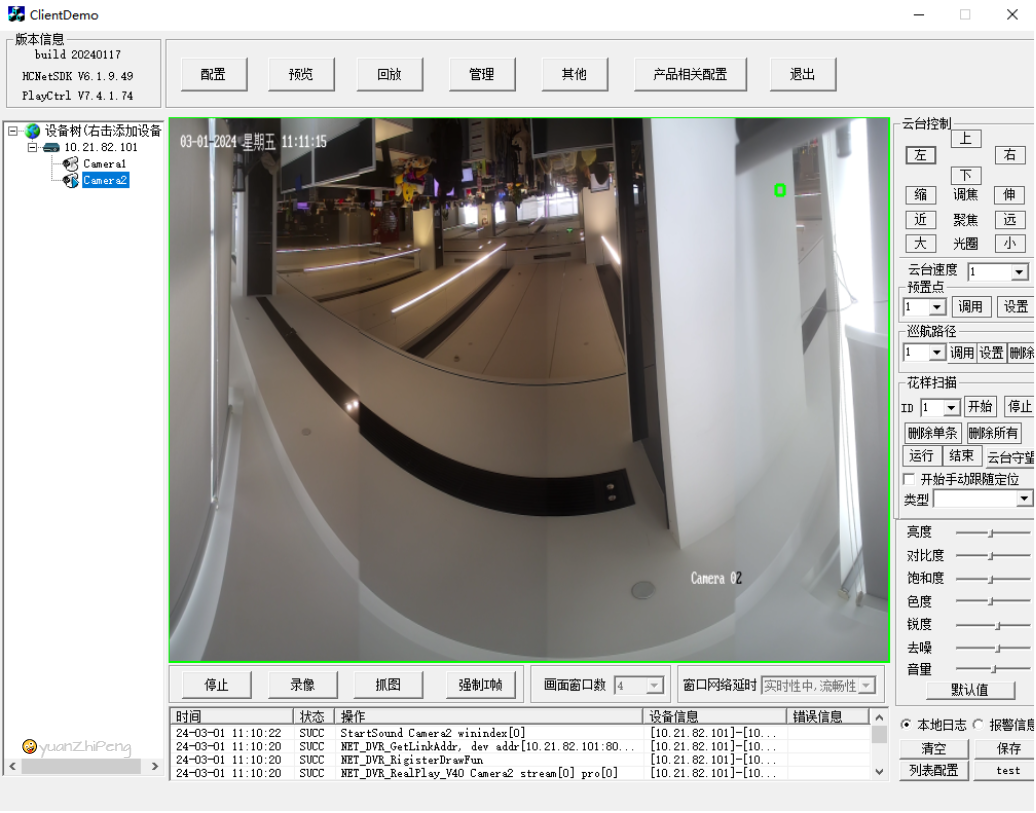 ClientDemo
版本信息
build 20240117
HCNetSDK V6.1.9.49
PlayCtrl V7.4.1.74
配置
预览
回放
管理
其他
产品相关配置
退出
设备树(右击添加设备
10.21.82.101
Camera1
Camera2
03-01-2024 星期五 11:11:15
Camera 02
云台控制
上
左
右
下
缩 调焦 伸
近 聚焦 远
大 光圈 小
云台速度 1
预置点
1 调用 设置
巡航路径
1 调用 设置 删除
花样扫描
ID 1 开始 停止
删除单条 删除所有
运行 结束 云台守望
开始手动跟随定位
类型
亮度
对比度
饱和度
色度
锐度
去噪
音量
默认值
停止
录像
抓图
强制I帧
画面窗口数 4
窗口网络延时 实时性中,流畅性
时间 状态 操作 设备信息 错误信息
24-03-01 11:10:22 SUCC StartSound Camera2 winindex[0] [10.21.82.101]-[10...
24-03-01 11:10:20 SUCC NET_DVR_GetLinkAddr, dev addr[10.21.82.101:80... [10.21.82.101]-[10...
24-03-01 11:10:20 SUCC NET_DVR_RigisterDrawFun [10.21.82.101]-[10...
24-03-01 11:10:20 SUCC NET_DVR_RealPlay_V40 Camera2 stream[0] pro[0] [10.21.82.101]-[10...
本地日志 报警信息
清空 保存
列表配置 test
yuanZhiPeng